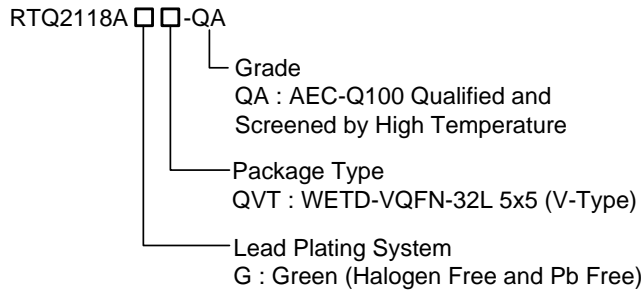 RTQ2118A□□-QA
Grade
QA : AEC-Q100 Qualified and
Screened by High Temperature
Package Type
QVT : WETD-VQFN-32L 5x5 (V-Type)
Lead Plating System
G : Green (Halogen Free and Pb Free)